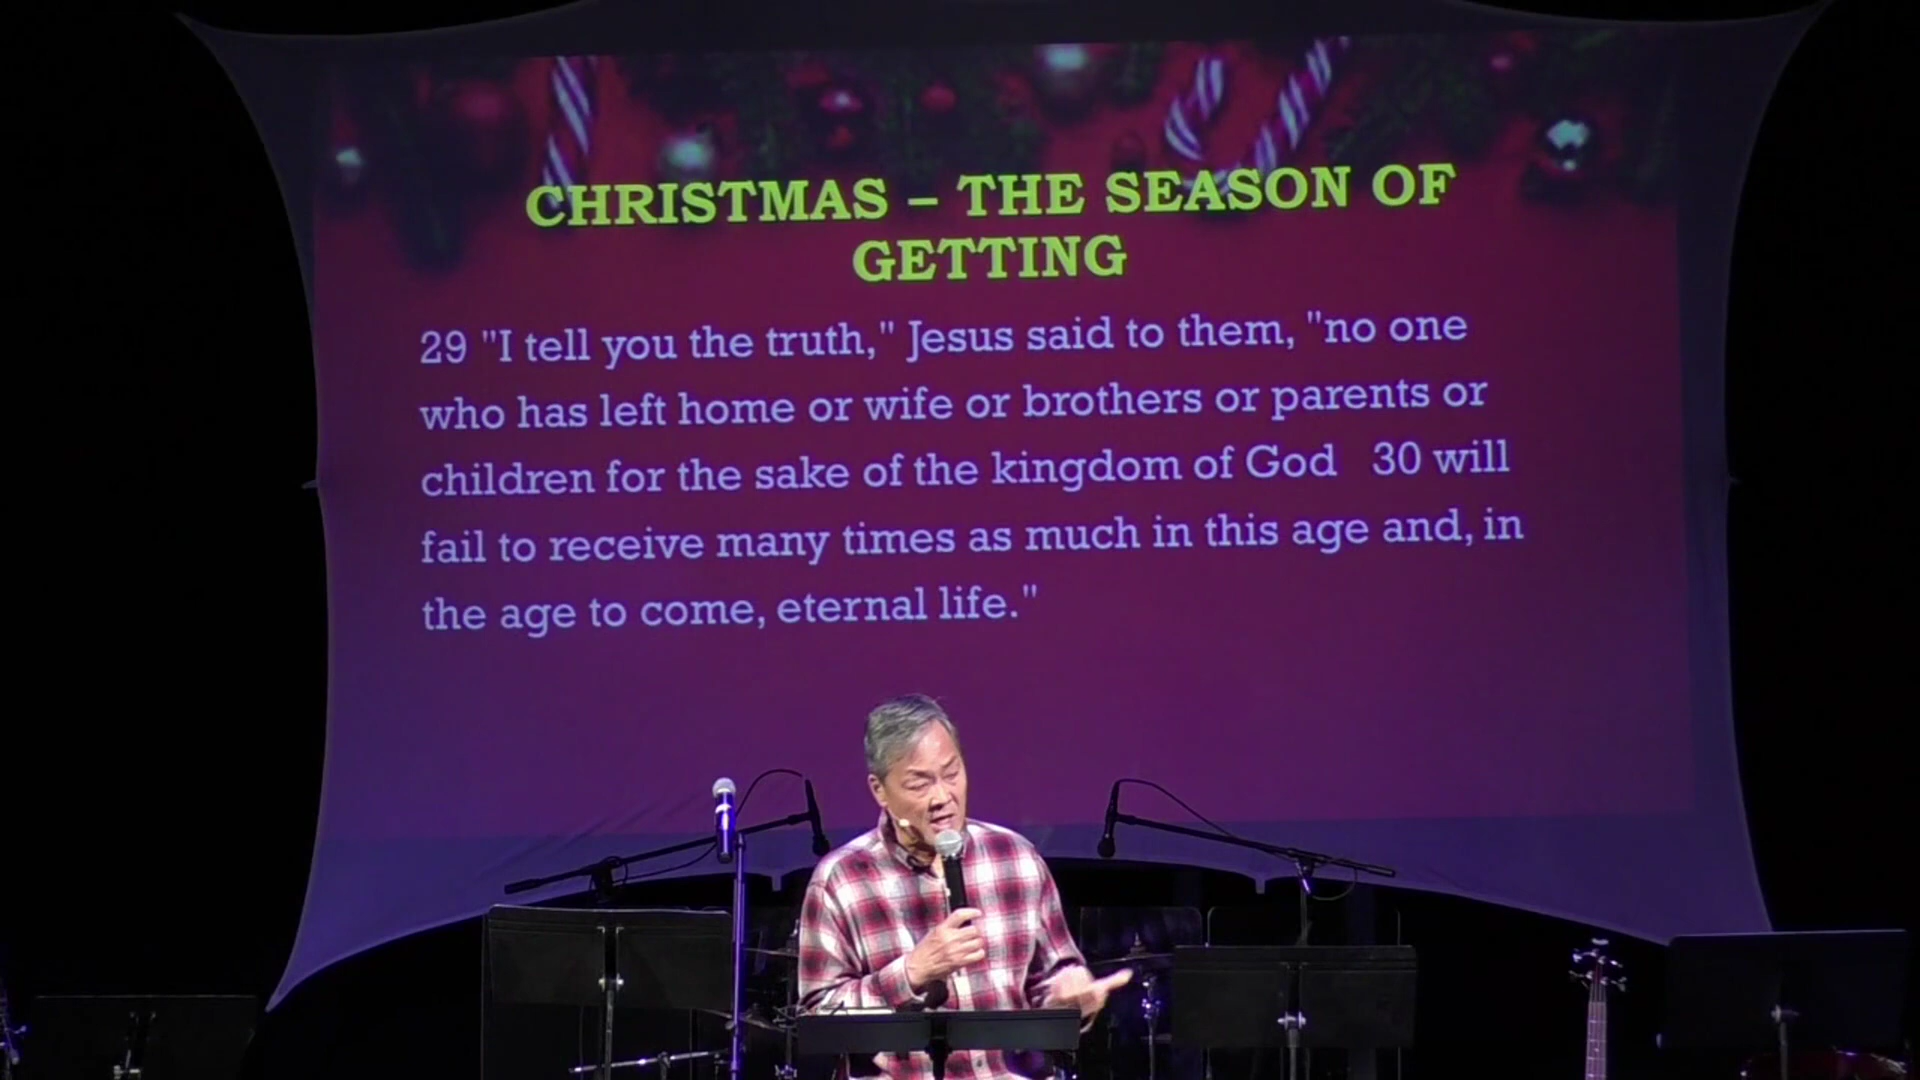 CHRISTMAS – THE SEASON OF
GETTING
29 "I tell you the truth," Jesus said to them, "no one
who has left home or wife or brothers or parents or
children for the sake of the kingdom of God   30 will
fail to receive many times as much in this age and, in
the age to come, eternal life."